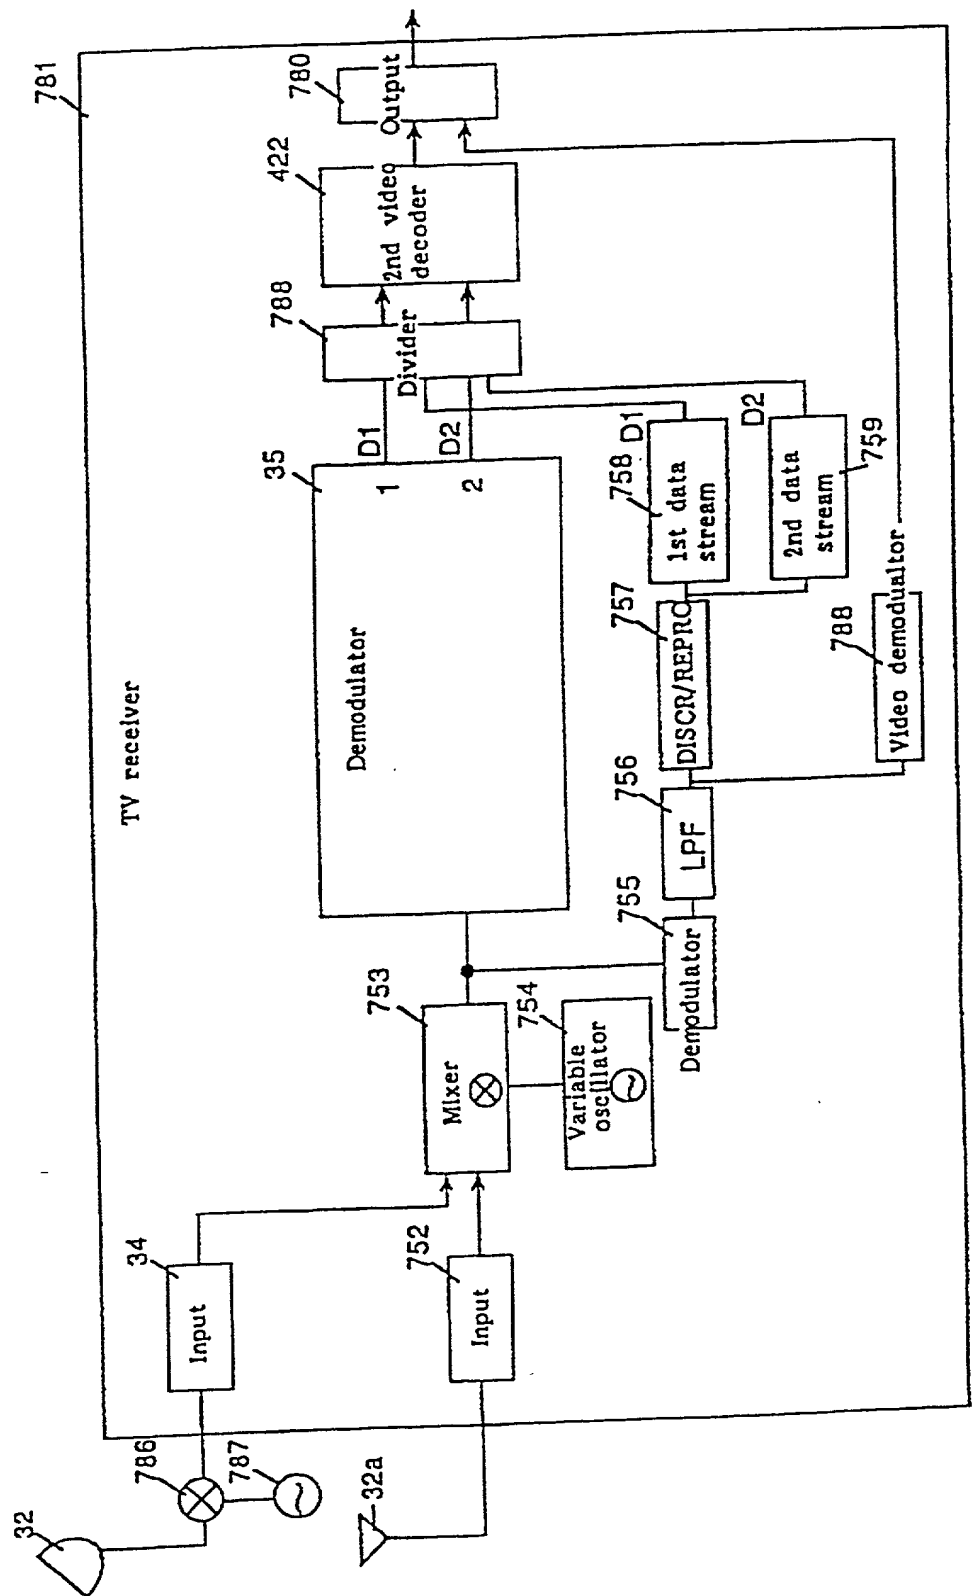 781
TV receiver
780
Output
422
2nd video
decoder
788
Divider
D1
D2
35
1
2
Demodulator
D1
D2
758
1st data
stream
759
2nd data
stream
757
DISCR/REPRO
788
Video demodualtor
756
LPF
755
Demodulator
753
Mixer
754
Variable
oscillator
34
Input
752
Input
786
787
32
32a